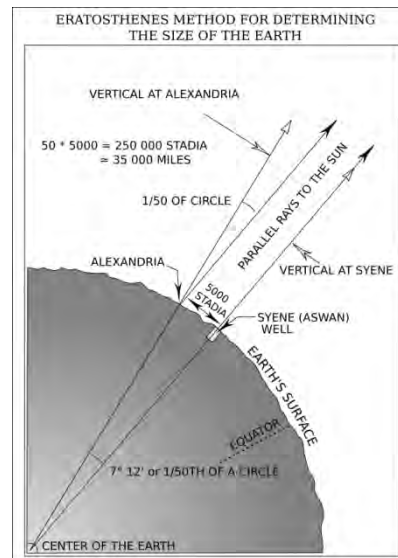 ERATOSTHENES METHOD FOR DETERMINING
THE SIZE OF THE EARTH
VERTICAL AT ALEXANDRIA
50 * 5000 = 250 000 STADIA
≃ 35 000 MILES
1/50 OF CIRCLE
PARALLEL RAYS TO THE SUN
VERTICAL AT SYENE
ALEXANDRIA
5000
STADIA
SYENE (ASWAN)
WELL
EARTH'S SURFACE
EQUATOR
7° 12' or 1/50TH OF A CIRCLE
CENTER OF THE EARTH